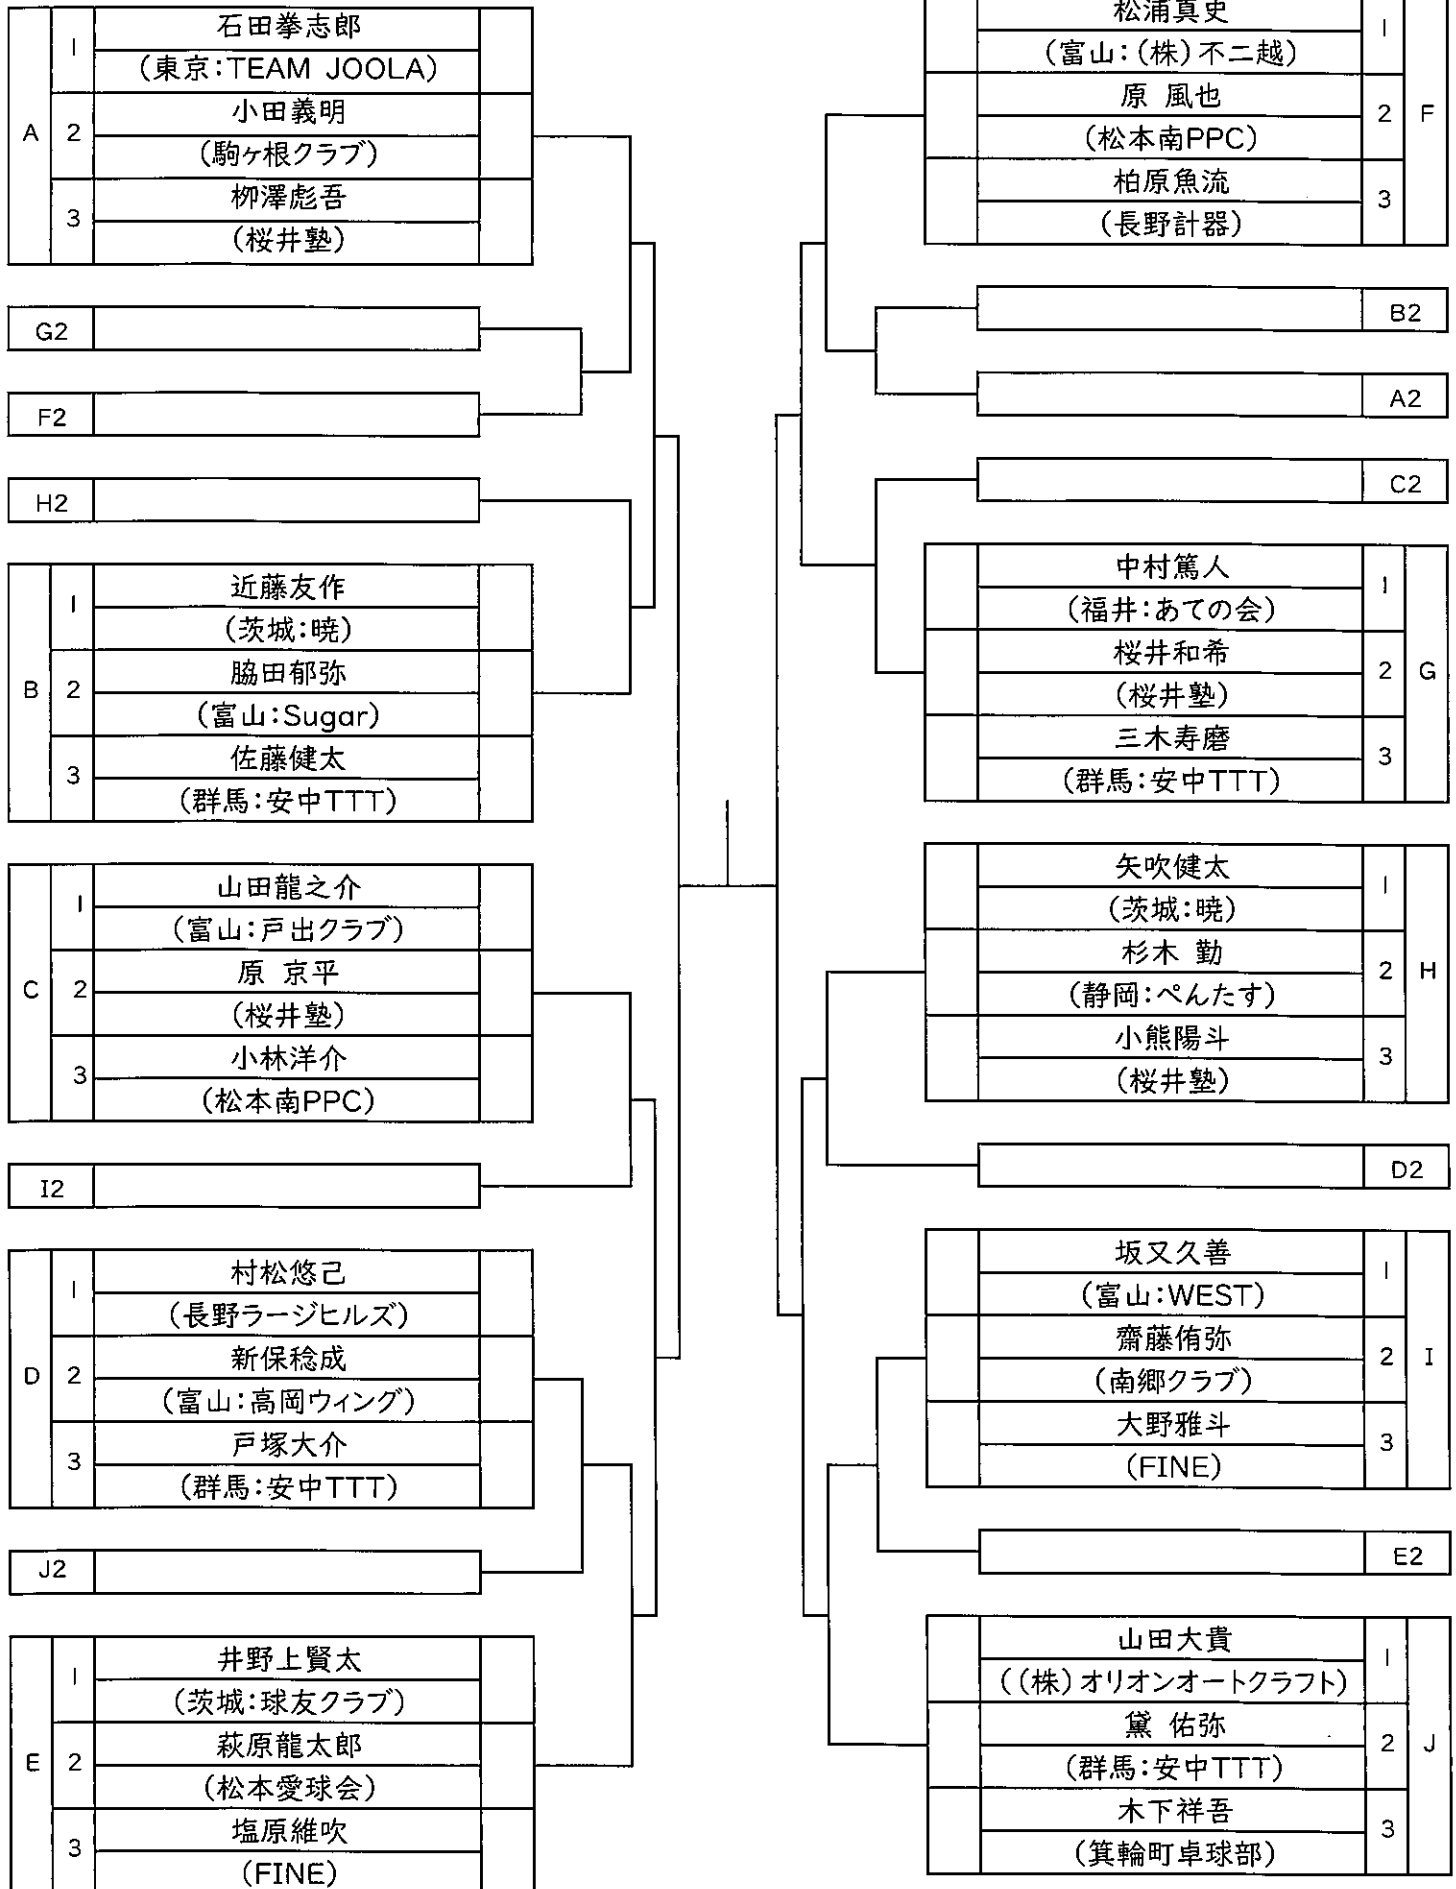 A
1
石田拳志郎
(東京:TEAM JOOLA)
2
小田義明
(駒ヶ根クラブ)
3
柳澤彪吾
(桜井塾)
G2
F2
H2
B
1
近藤友作
(茨城:暁)
2
脇田郁弥
(富山:Sugar)
3
佐藤健太
(群馬:安中TTT)
C
1
山田龍之介
(富山:戸出クラブ)
2
原 京平
(桜井塾)
3
小林洋介
(松本南PPC)
I2
D
1
村松悠己
(長野ラージヒルズ)
2
新保稔成
(富山:高岡ウィング)
3
戸塚大介
(群馬:安中TTT)
J2
E
1
井野上賢太
(茨城:球友クラブ)
2
萩原龍太郎
(松本愛球会)
3
塩原維吹
(FINE)
松浦真史
1
(富山:(株)不二越)
原 風也
2
F
(松本南PPC)
柏原魚流
3
(長野計器)
B2
A2
C2
中村篤人
1
(福井:あての会)
桜井和希
2
G
(桜井塾)
三木寿磨
3
(群馬:安中TTT)
矢吹健太
1
(茨城:暁)
杉木 勤
2
H
(静岡:ぺんたす)
小熊陽斗
3
(桜井塾)
D2
坂又久善
1
(富山:WEST)
齋藤侑弥
2
I
(南郷クラブ)
大野雅斗
3
(FINE)
E2
山田大貴
1
((株)オリオンオートクラフト)
黛 佑弥
2
J
(群馬:安中TTT)
木下祥吾
3
(箕輪町卓球部)